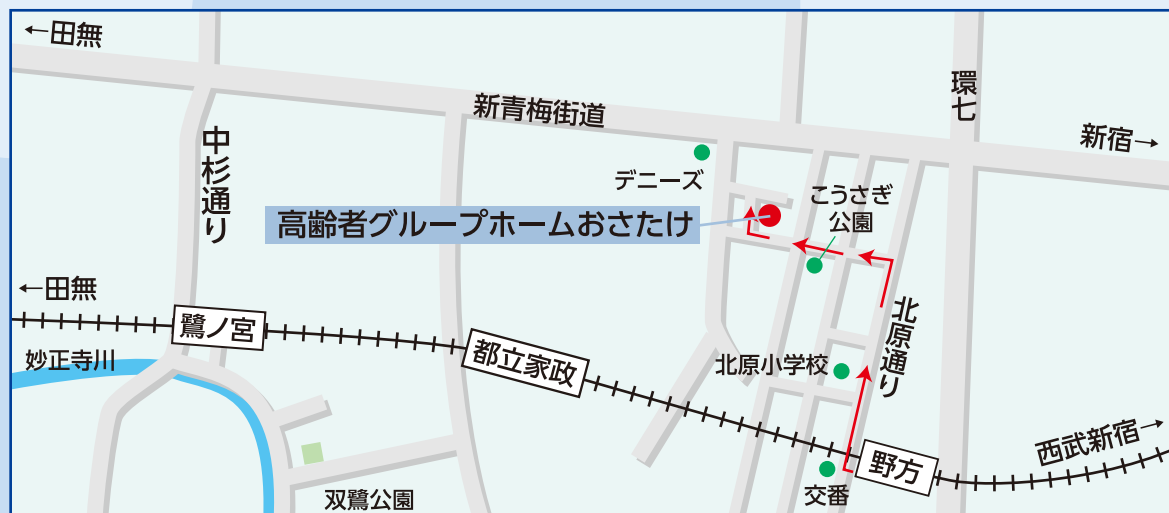 ←田無
新青梅街道
環七
新宿→
中杉通り
デニーズ
こうさぎ
公園
高齢者グループホームおさたけ
←田無
鷺ノ宮
妙正寺川
都立家政
北原小学校
北原通り
西武新宿→
野方
交番
双鷺公園